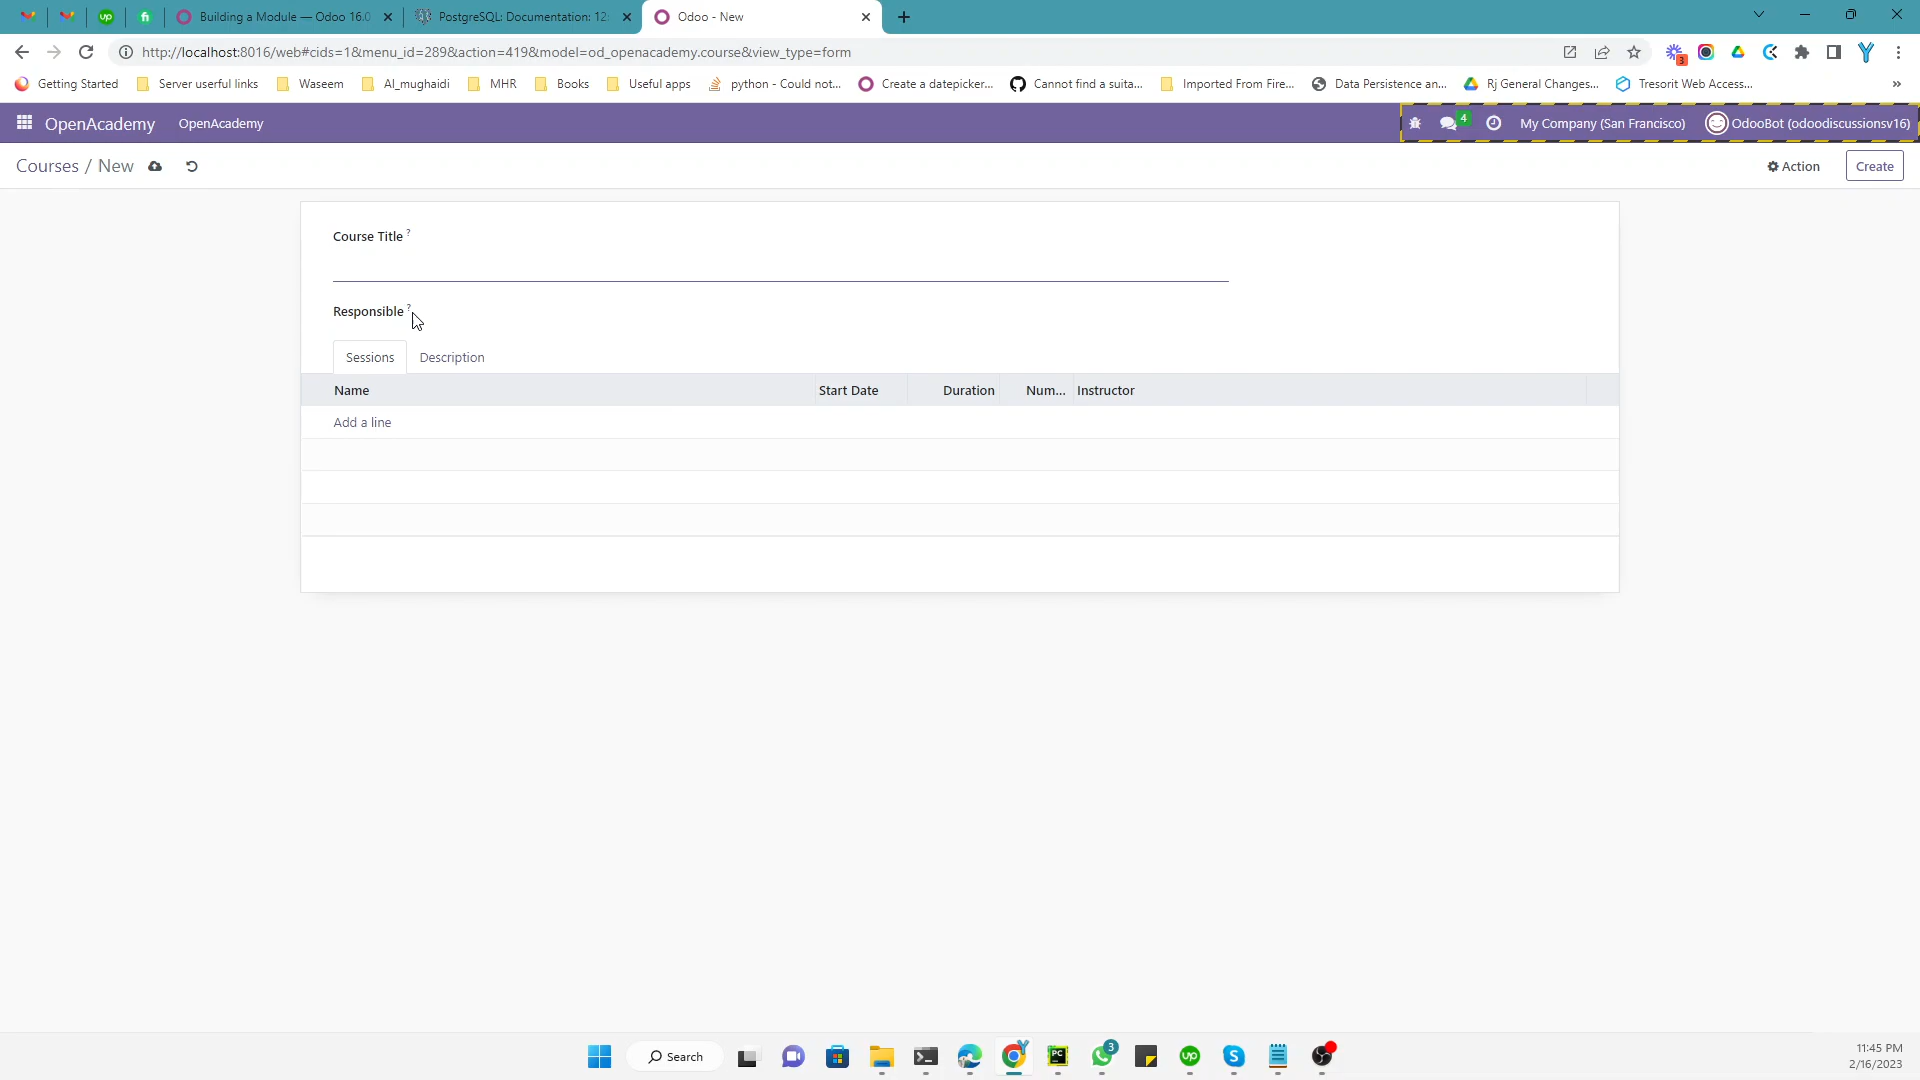 Building a Module — Odoo 16.0
PostgreSQL: Documentation: 12:
Odoo - New
http://localhost:8016/web#cids=1&menu_id=289&action=419&model=od_openacademy.course&view_type=form
3
Getting Started
Server userful links
Waseem
Al_mughaidi
MHR
Books
Useful apps
python - Could not...
Create a datepicker...
Cannot find a suita...
Imported From Fire...
Data Persistence an...
Rj General Changes...
Tresorit Web Access...
»
OpenAcademy
OpenAcademy
4
My Company (San Francisco)
OdooBot (odoodiscussionsv16)
Courses / New
Action
Create
Course Title ?
Responsible ?
Sessions
Description
Name
Start Date
Duration
Num...
Instructor
Add a line
Search
3
11:45 PM
2/16/2023